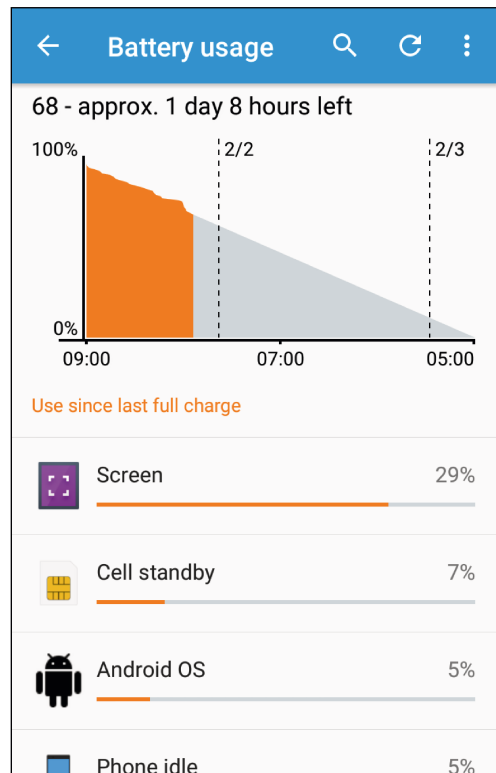 Battery usage
68 - approx. 1 day 8 hours left
100%
2/2
2/3
0%
09:00 07:00 05:00
Use since last full charge
Screen 29%
Cell standby 7%
Android OS 5%
Phone idle 5%